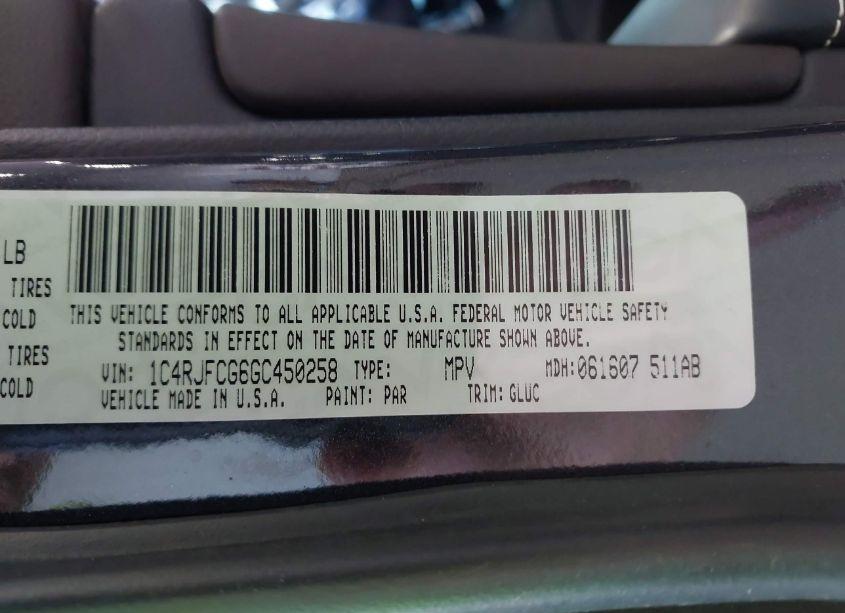 LB
TIRES
COLD
TIRES
COLD
THIS VEHICLE CONFORMS TO ALL APPLICABLE U.S.A. FEDERAL MOTOR VEHICLE SAFETY
STANDARDS IN EFFECT ON THE DATE OF MANUFACTURE SHOWN ABOVE.
VIN: 1C4RJFCG6GC450258 TYPE: MPV MDH:061607 511AB
VEHICLE MADE IN U.S.A. PAINT: PAR TRIM: GLUC